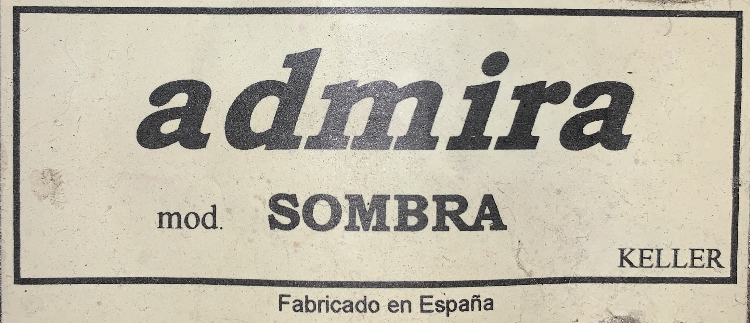 admira
mod. SOMBRA
KELLER
Fabricado en España